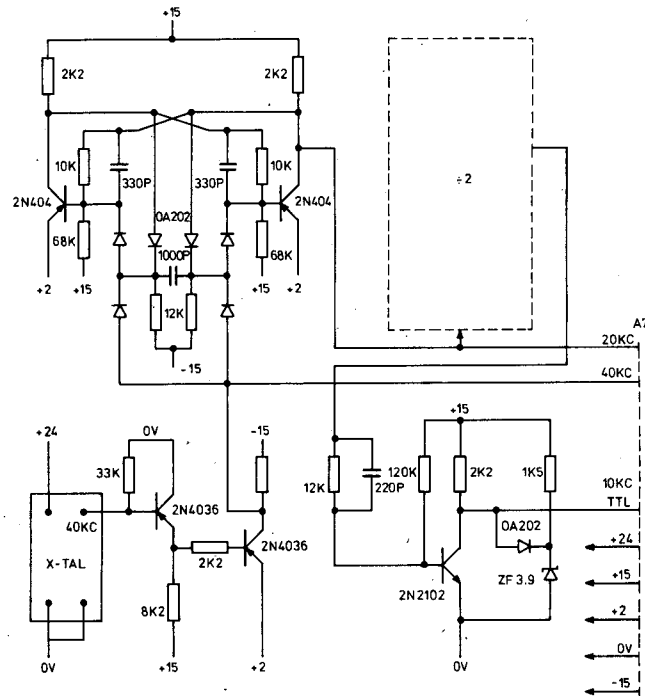 +15
2K2
2K2
10K
10K
330P
330P
÷2
2N404
2N404
OA202
68K
68K
1000P
+2
+15
12K
+15
+2
-15
A7
20KC
40KC
+24
0V
-15
+15
33K
12K
220P
120K
2K2
1K5
10KC
TTL
40KC
2N4036
2N4036
OA202
X-TAL
2K2
+24
ZF 3.9
2N2102
+15
8K2
+2
0V
+15
+2
0V
0V
-15